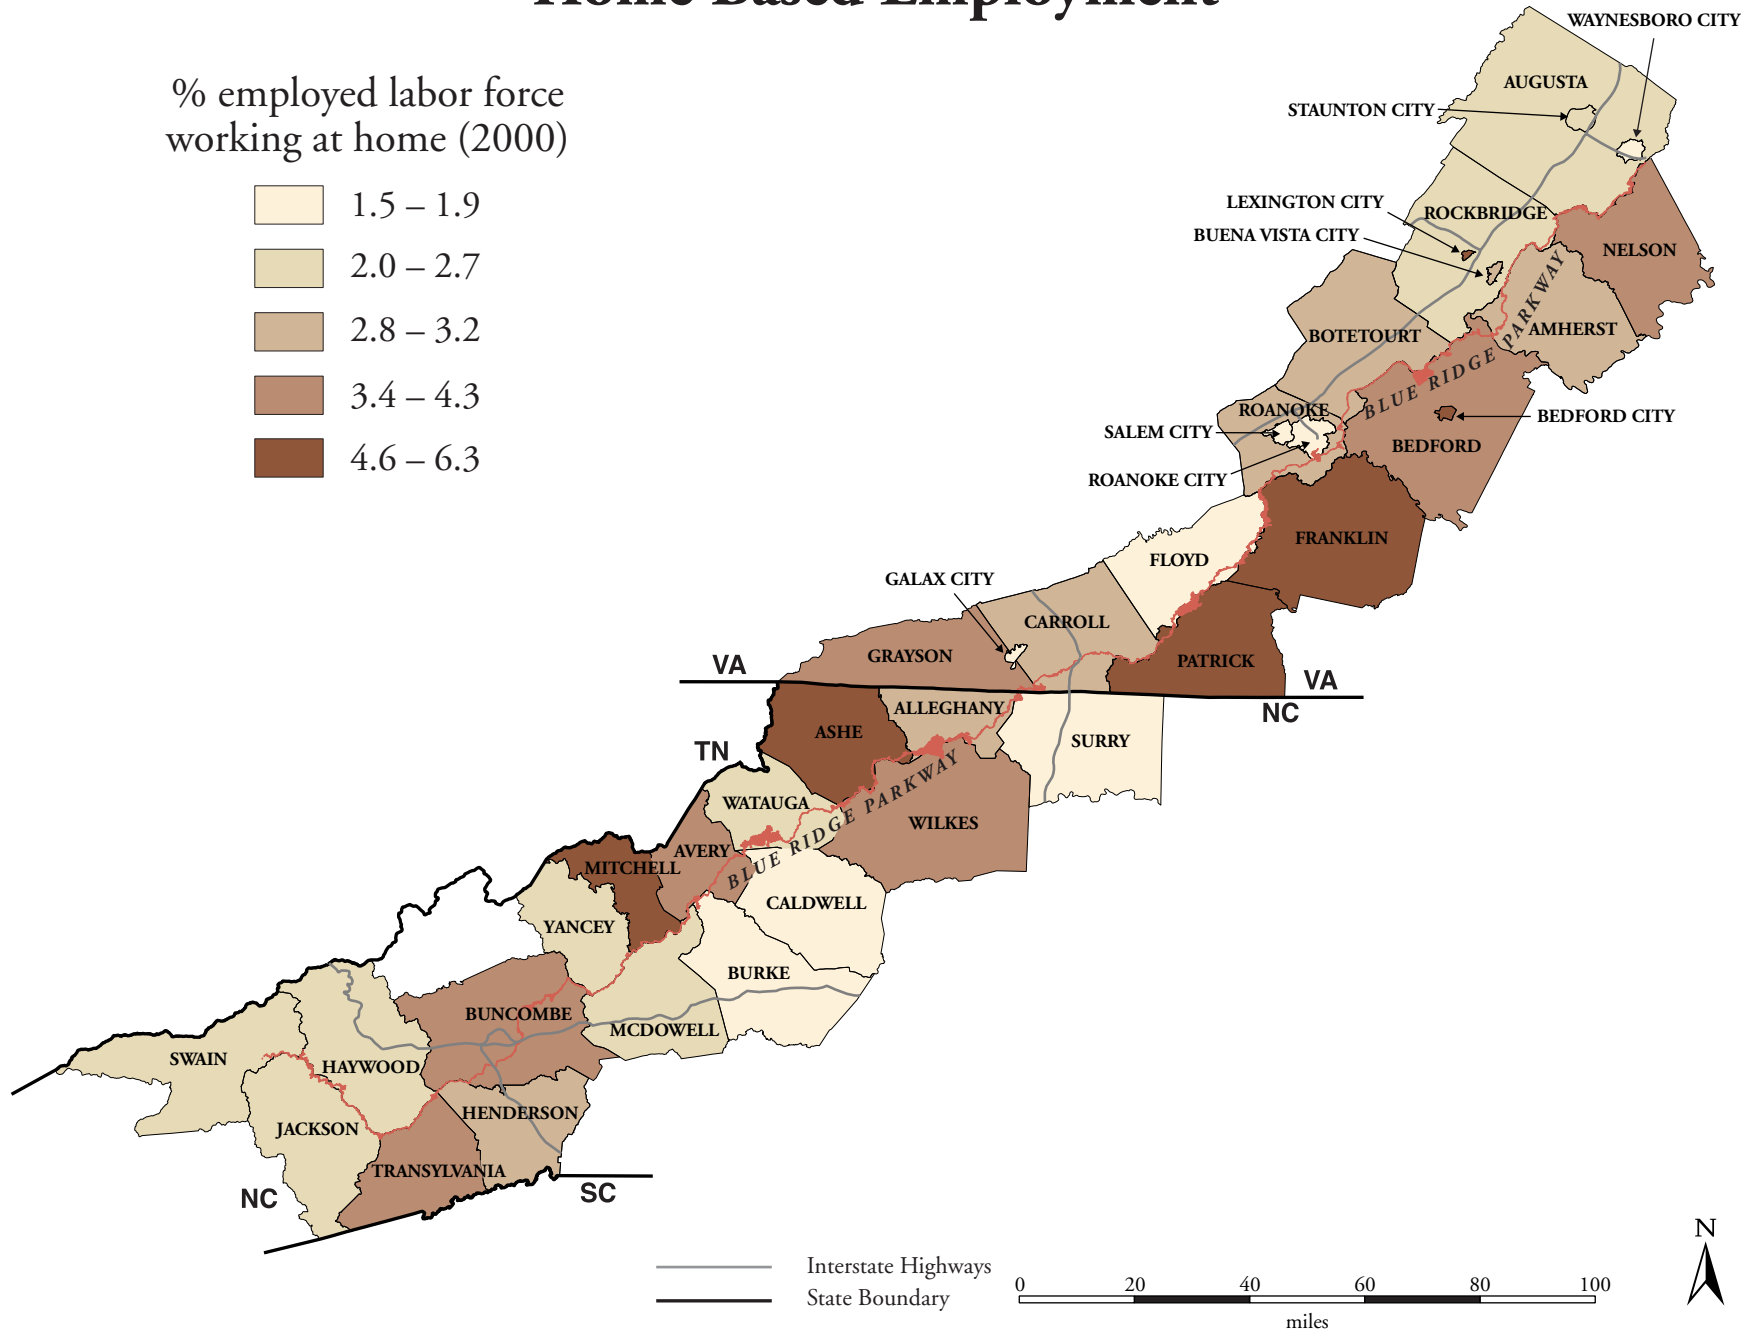 Home Based Employment
% employed labor force
working at home (2000)
1.5 – 1.9
2.0 – 2.7
2.8 – 3.2
3.4 – 4.3
4.6 – 6.3
WAYNESBORO CITY
AUGUSTA
STAUNTON CITY
LEXINGTON CITY
ROCKBRIDGE
BUENA VISTA CITY
NELSON
BOTETOURT
AMHERST
BLUE RIDGE PARKWAY
ROANOKE
SALEM CITY
BEDFORD CITY
BEDFORD
ROANOKE CITY
FRANKLIN
FLOYD
GALAX CITY
CARROLL
GRAYSON
PATRICK
VA
VA
NC
ALLEGHANY
ASHE
SURRY
TN
WATAUGA
WILKES
BLUE RIDGE PARKWAY
AVERY
MITCHELL
CALDWELL
YANCEY
BURKE
BUNCOMBE
MCDOWELL
SWAIN
HAYWOOD
HENDERSON
JACKSON
TRANSYLVANIA
NC
SC
N
Interstate Highways
State Boundary
0 20 40 60 80 100
miles